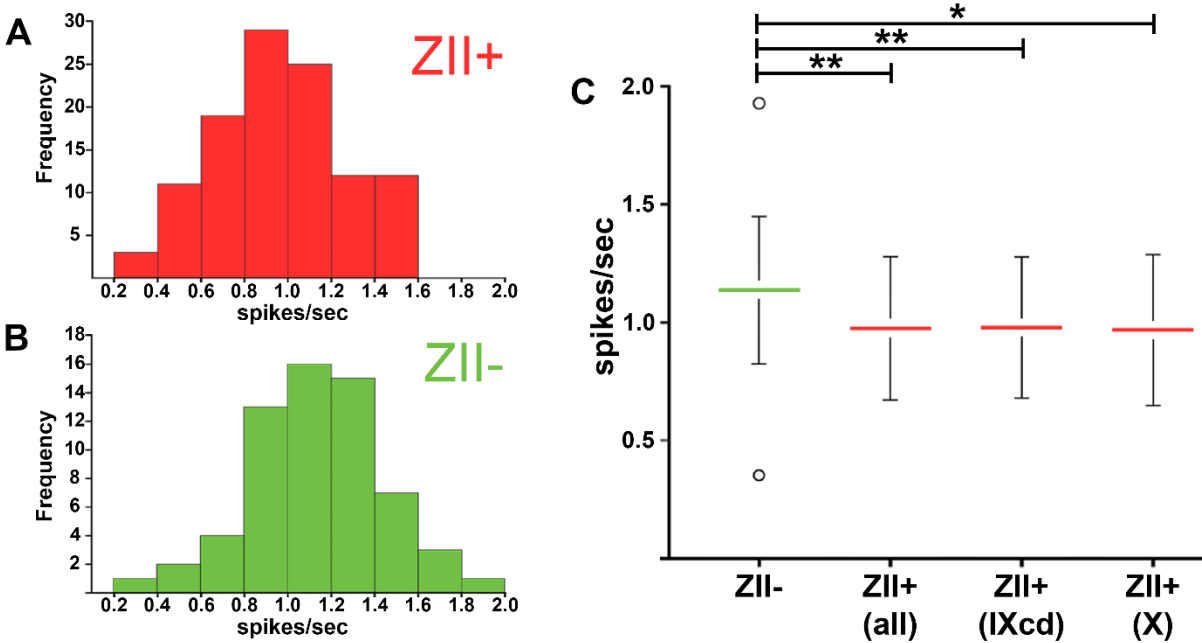 A
ZII+
Frequency
30
25
20
15
10
5
0.2 0.4 0.6 0.8 1.0 1.2 1.4 1.6 1.8 2.0
spikes/sec
B
ZII-
Frequency
18
16
14
12
10
8
6
4
2
0.2 0.4 0.6 0.8 1.0 1.2 1.4 1.6 1.8 2.0
spikes/sec
C
*
**
**
spikes/sec
2.0
1.5
1.0
0.5
ZII- ZII+ ZII+ ZII+
(all) (IXcd) (X)